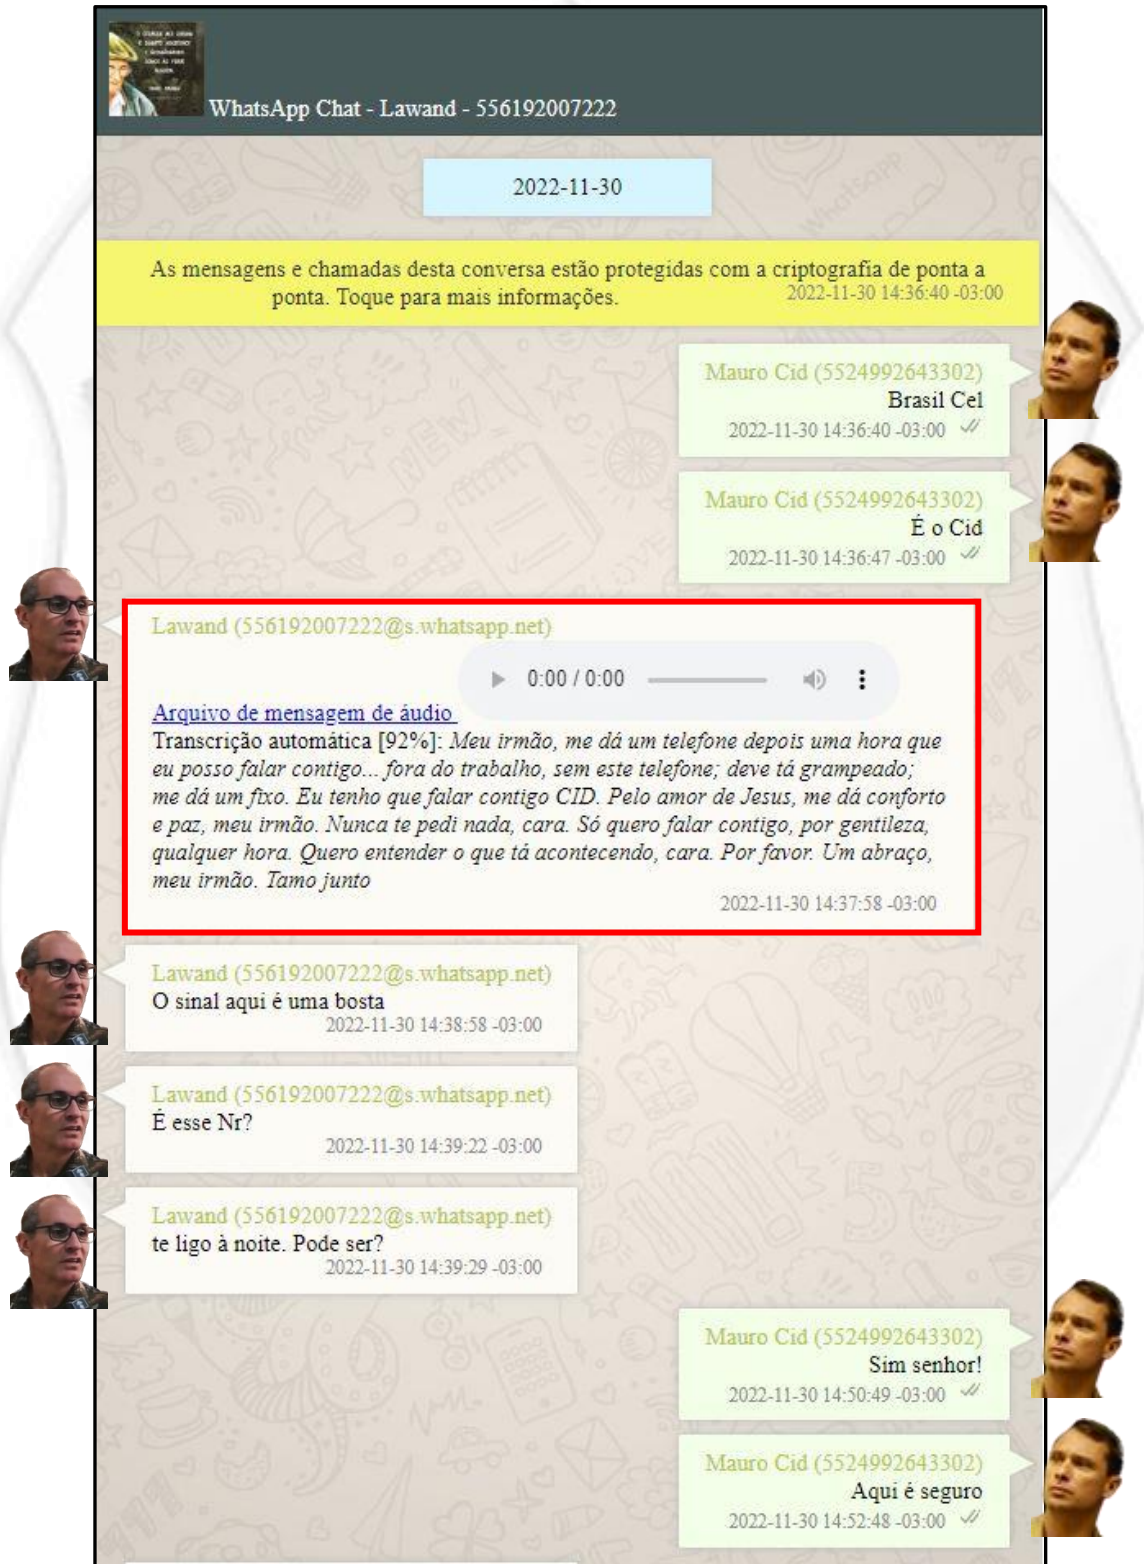 WhatsApp Chat - Lawand - 556192007222
2022-11-30
As mensagens e chamadas desta conversa estão protegidas com a criptografia de ponta a
ponta. Toque para mais informações.
2022-11-30 14:36:40 -03:00
Mauro Cid (5524992643302)
Brasil Cel
2022-11-30 14:36:40 -03:00
Mauro Cid (5524992643302)
É o Cid
2022-11-30 14:36:47 -03:00
Lawand (556192007222@s.whatsapp.net)
0:00 / 0:00
Arquivo de mensagem de áudio
Transcrição automática [92%]: Meu irmão, me dá um telefone depois uma hora que
eu posso falar contigo... fora do trabalho, sem este telefone; deve tá grampeado;
me dá um fixo. Eu tenho que falar contigo CID. Pelo amor de Jesus, me dá conforto
e paz, meu irmão. Nunca te pedi nada, cara. Só quero falar contigo, por gentileza,
qualquer hora. Quero entender o que tá acontecendo, cara. Por favor. Um abraço,
meu irmão. Tamo junto
2022-11-30 14:37:58 -03:00
Lawand (556192007222@s.whatsapp.net)
O sinal aqui é uma bosta
2022-11-30 14:38:58 -03:00
Lawand (556192007222@s.whatsapp.net)
É esse Nr?
2022-11-30 14:39:22 -03:00
Lawand (556192007222@s.whatsapp.net)
te ligo à noite. Pode ser?
2022-11-30 14:39:29 -03:00
Mauro Cid (5524992643302)
Sim senhor!
2022-11-30 14:50:49 -03:00
Mauro Cid (5524992643302)
Aqui é seguro
2022-11-30 14:52:48 -03:00